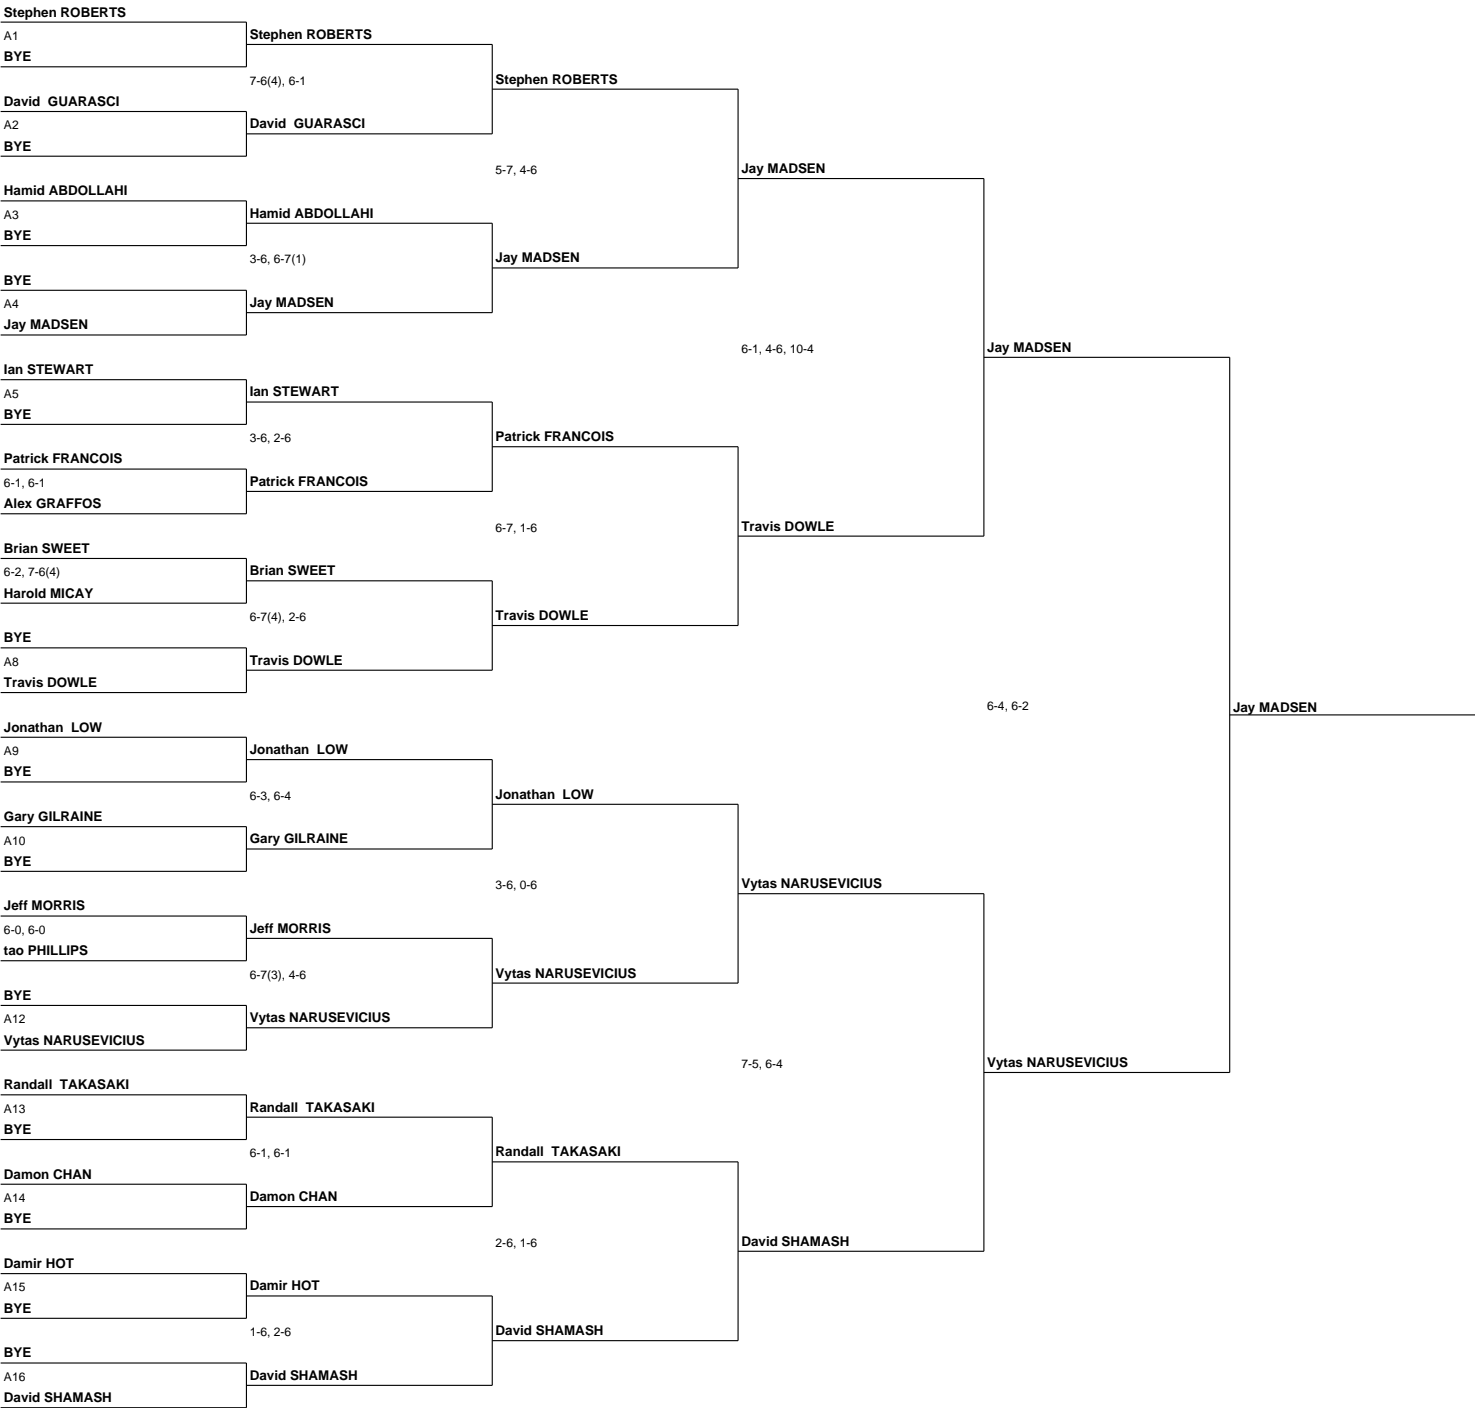 Stephen ROBERTS
A1
BYE
Stephen ROBERTS
7-6(4), 6-1
Stephen ROBERTS
David  GUARASCI
A2
BYE
David  GUARASCI
5-7, 4-6
Jay MADSEN
Hamid ABDOLLAHI
A3
BYE
Hamid ABDOLLAHI
3-6, 6-7(1)
Jay MADSEN
BYE
A4
Jay MADSEN
Jay MADSEN
6-1, 4-6, 10-4
Jay MADSEN
Ian STEWART
A5
BYE
Ian STEWART
3-6, 2-6
Patrick FRANCOIS
Patrick FRANCOIS
6-1, 6-1
Alex GRAFFOS
Patrick FRANCOIS
6-7, 1-6
Travis DOWLE
Brian SWEET
6-2, 7-6(4)
Harold MICAY
Brian SWEET
6-7(4), 2-6
Travis DOWLE
BYE
A8
Travis DOWLE
Travis DOWLE
6-4, 6-2
Jay MADSEN
Jonathan  LOW
A9
BYE
Jonathan  LOW
6-3, 6-4
Jonathan  LOW
Gary GILRAINE
A10
BYE
Gary GILRAINE
3-6, 0-6
Vytas NARUSEVICIUS
Jeff MORRIS
6-0, 6-0
tao PHILLIPS
Jeff MORRIS
6-7(3), 4-6
Vytas NARUSEVICIUS
BYE
A12
Vytas NARUSEVICIUS
Vytas NARUSEVICIUS
7-5, 6-4
Vytas NARUSEVICIUS
Randall  TAKASAKI
A13
BYE
Randall  TAKASAKI
6-1, 6-1
Randall  TAKASAKI
Damon CHAN
A14
BYE
Damon CHAN
2-6, 1-6
David SHAMASH
Damir HOT
A15
BYE
Damir HOT
1-6, 2-6
David SHAMASH
BYE
A16
David SHAMASH
David SHAMASH